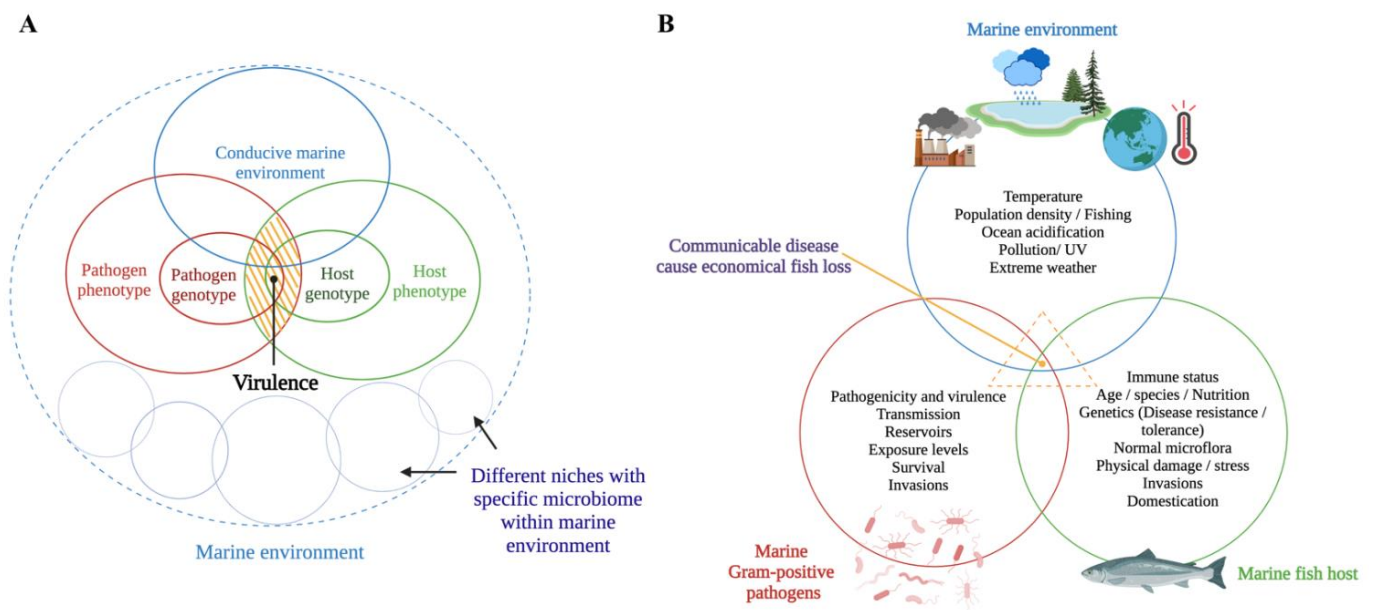 A
Conducive marine
environment
Pathogen
phenotype
Pathogen
genotype
Host
genotype
Host
phenotype
Virulence
Different niches with
specific microbiome
within marine
environment
Marine environment
B
Marine environment
Temperature
Population density / Fishing
Ocean acidification
Pollution/ UV
Extreme weather
Communicable disease
cause economical fish loss
Pathogenicity and virulence
Transmission
Reservoirs
Exposure levels
Survival
Invasions
Immune status
Age / species / Nutrition
Genetics (Disease resistance /
tolerance)
Normal microflora
Physical damage / stress
Invasions
Domestication
Marine
Gram-positive
pathogens
Marine fish host